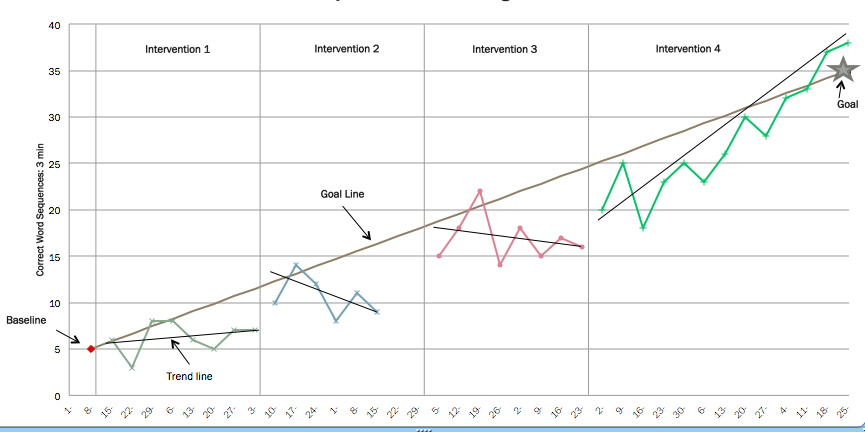 40
Intervention 1
Intervention 2
Intervention 3
Intervention 4
35
Goal
30
25
Goal Line
20
15
10
Baseline
5
Trend line
0
Correct Word Sequences: 3 min
1- 8- 15- 22- 29- 6- 13- 20- 27- 3- 10- 17- 24- 1- 8- 15- 22- 29- 5- 12- 19- 26- 2- 9- 16- 23- 2- 9- 16- 23- 30- 6- 13- 20- 27- 4- 11- 18- 25-